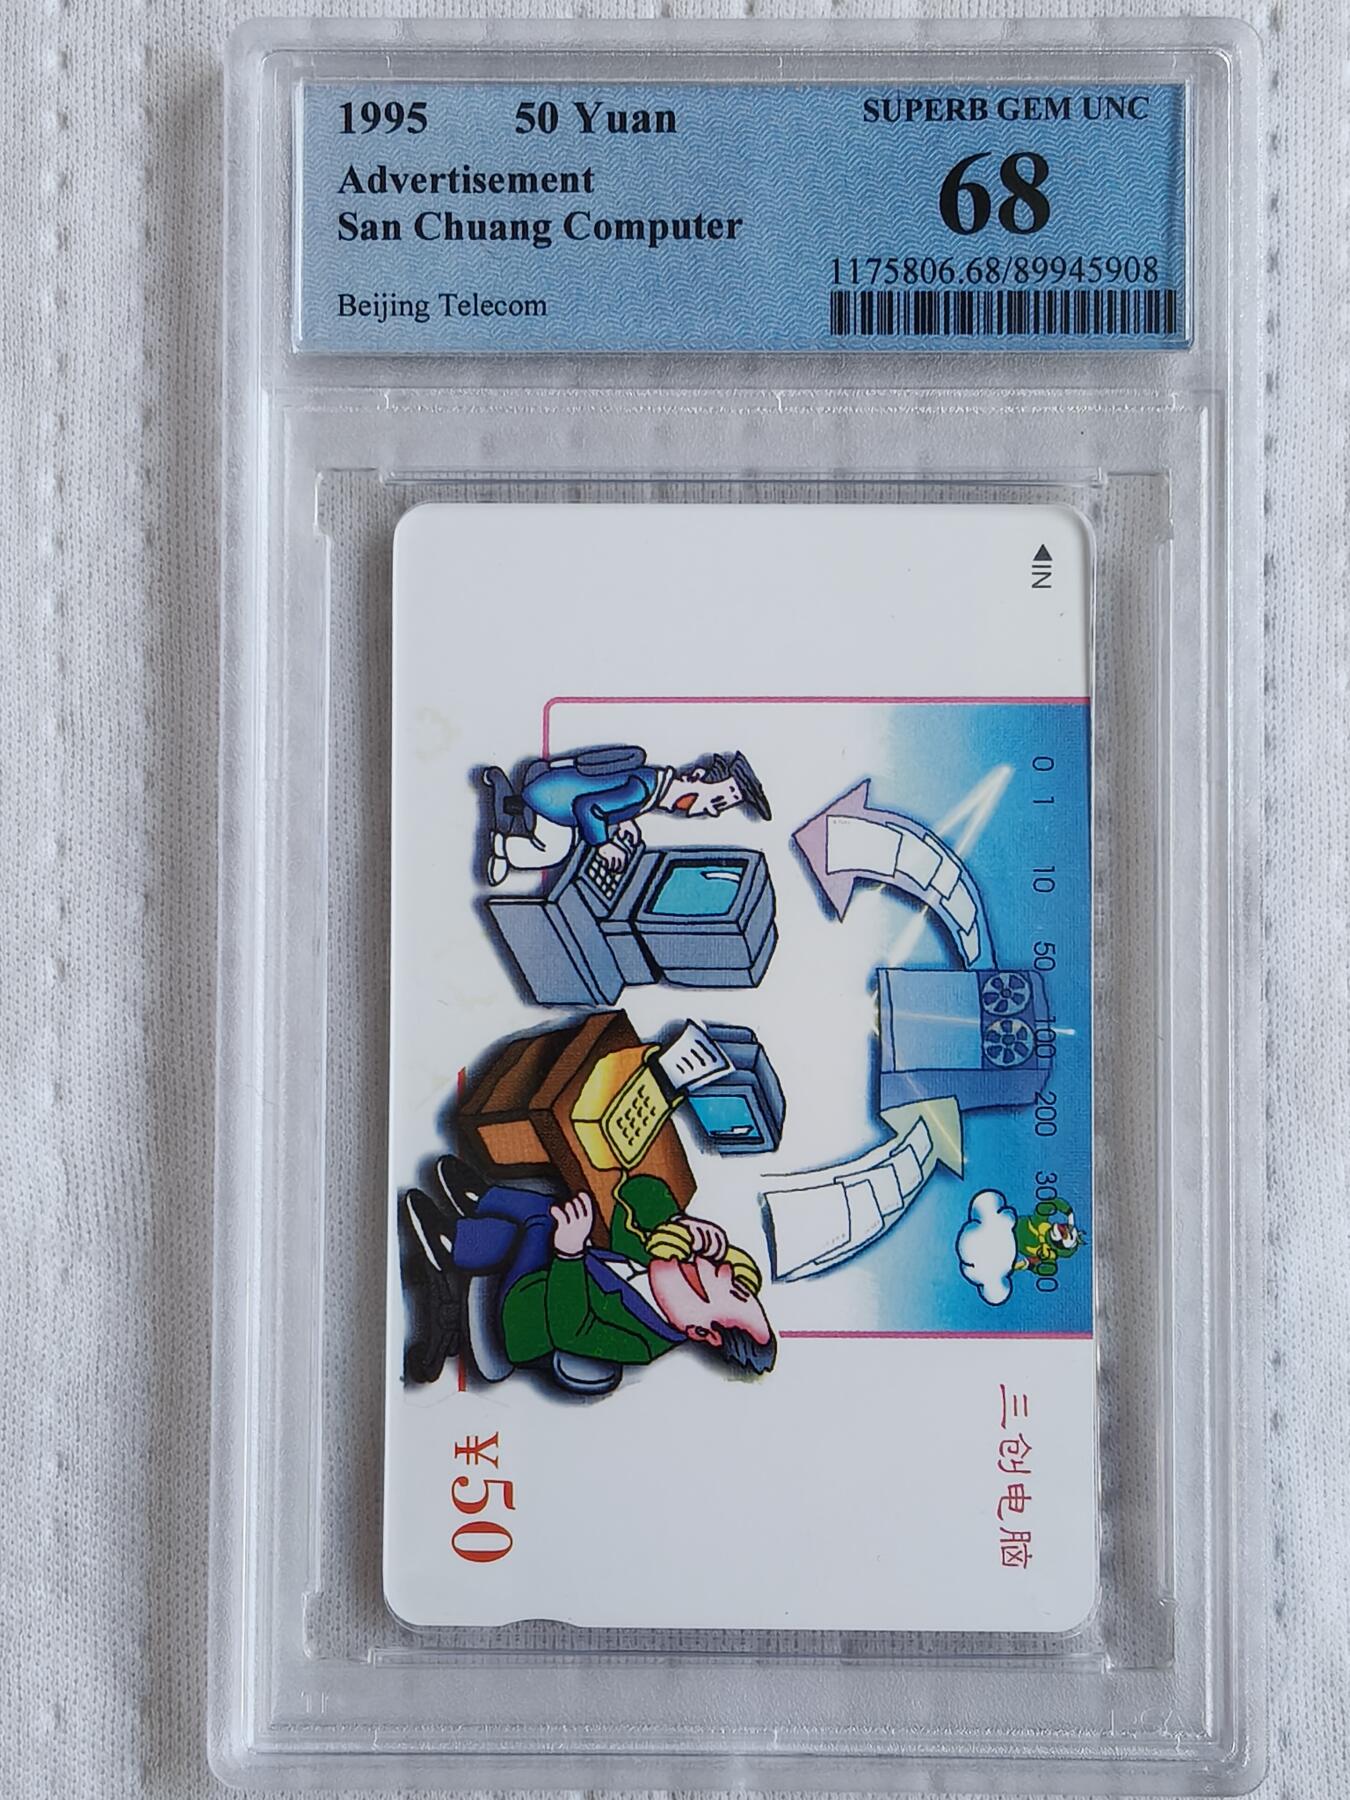 1995 50 Yuan
SUPERB GEM UNC
Advertisement
68
San Chuang Computer
1175806.68/89945908
Beijing Telecom
◀IN
0 1 10 50 100 200 300
三创电脑
¥50